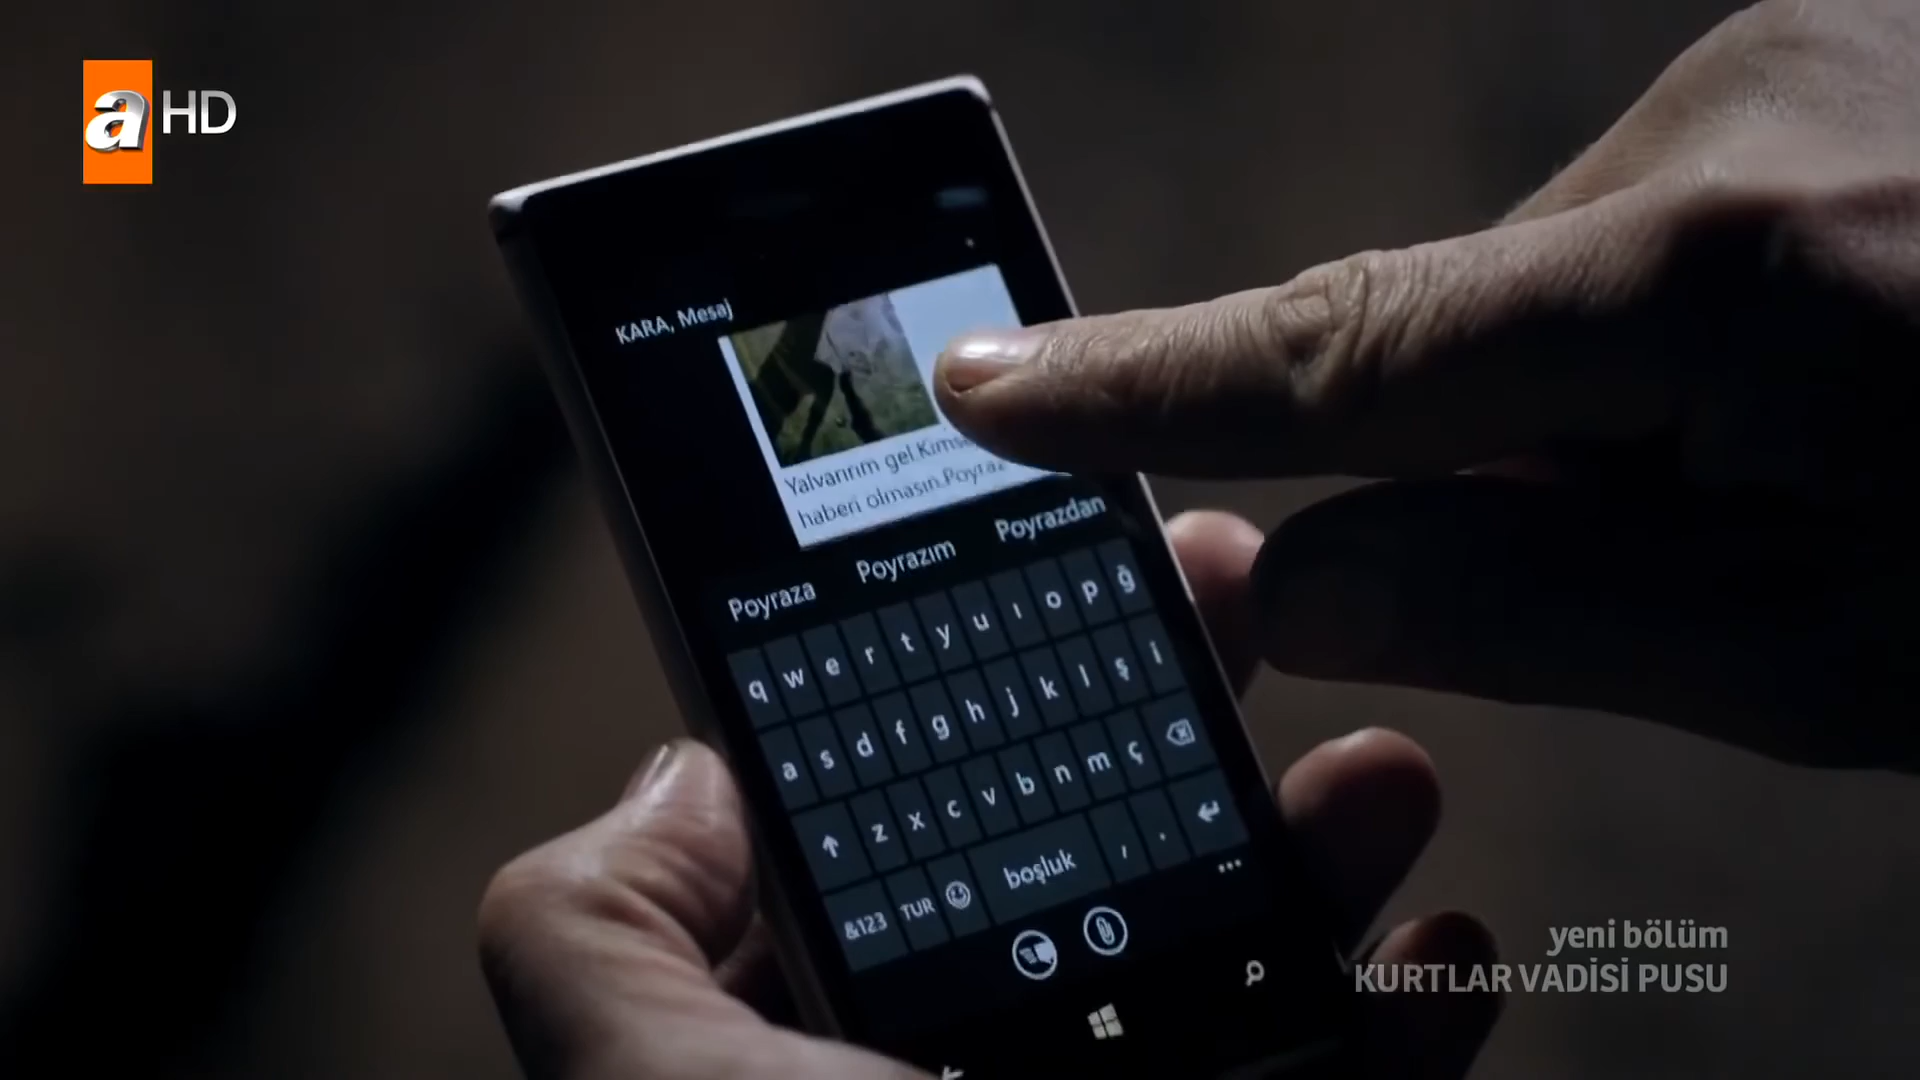 a HD
KARA, Mesaj
Yalvarırım gel.
haberi olmasın.Poyraz
Poyraza Poyrazım Poyrazdan
q w e r t y u ı o p ğ
a s d f g h j k l ş i
z x c v b n m ç
&123 TUR boşluk , .
yeni bölüm
KURTLAR VADİSİ PUSU